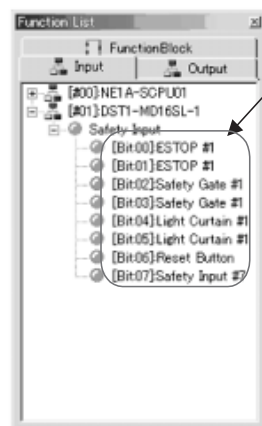 Function List
FunctionBlock
Input Output
[#00]:NE1A-SCPU01
[#01]:DST1-MD16SL-1
Safety Input
[Bit:00]:ESTOP #1
[Bit:01]:ESTOP #1
[Bit:02]:Safety Gate #1
[Bit:03]:Safety Gate #1
[Bit:04]:Light Curtain #1
[Bit:05]:Light Curtain #1
[Bit:06]:Reset Button
[Bit:07]:Safety Input #7